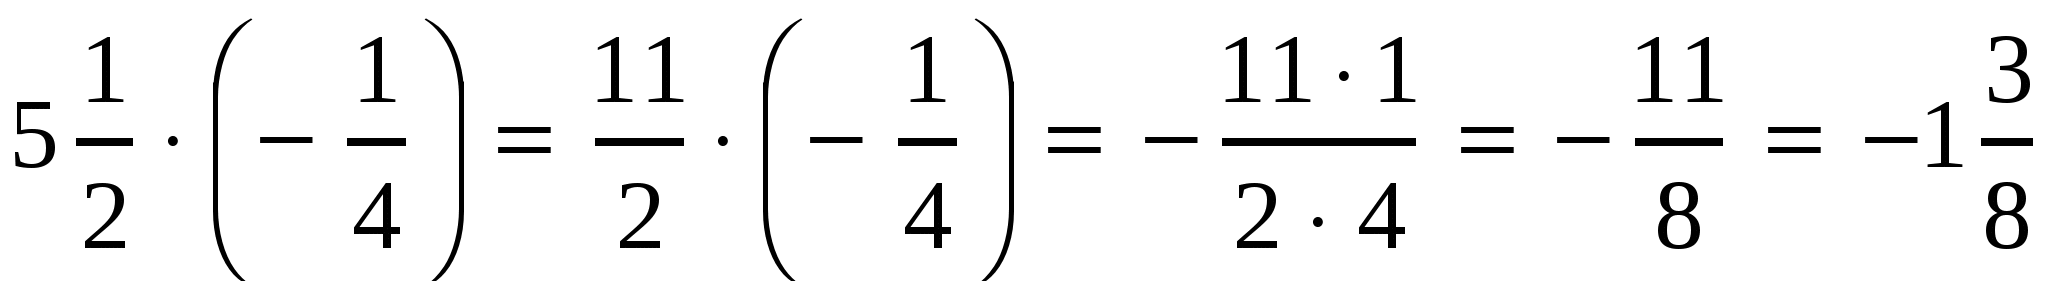 5 1/2 · (− 1/4) = 11/2 · (− 1/4) = − 11 · 1/2 · 4 = − 11/8 = −1 3/8